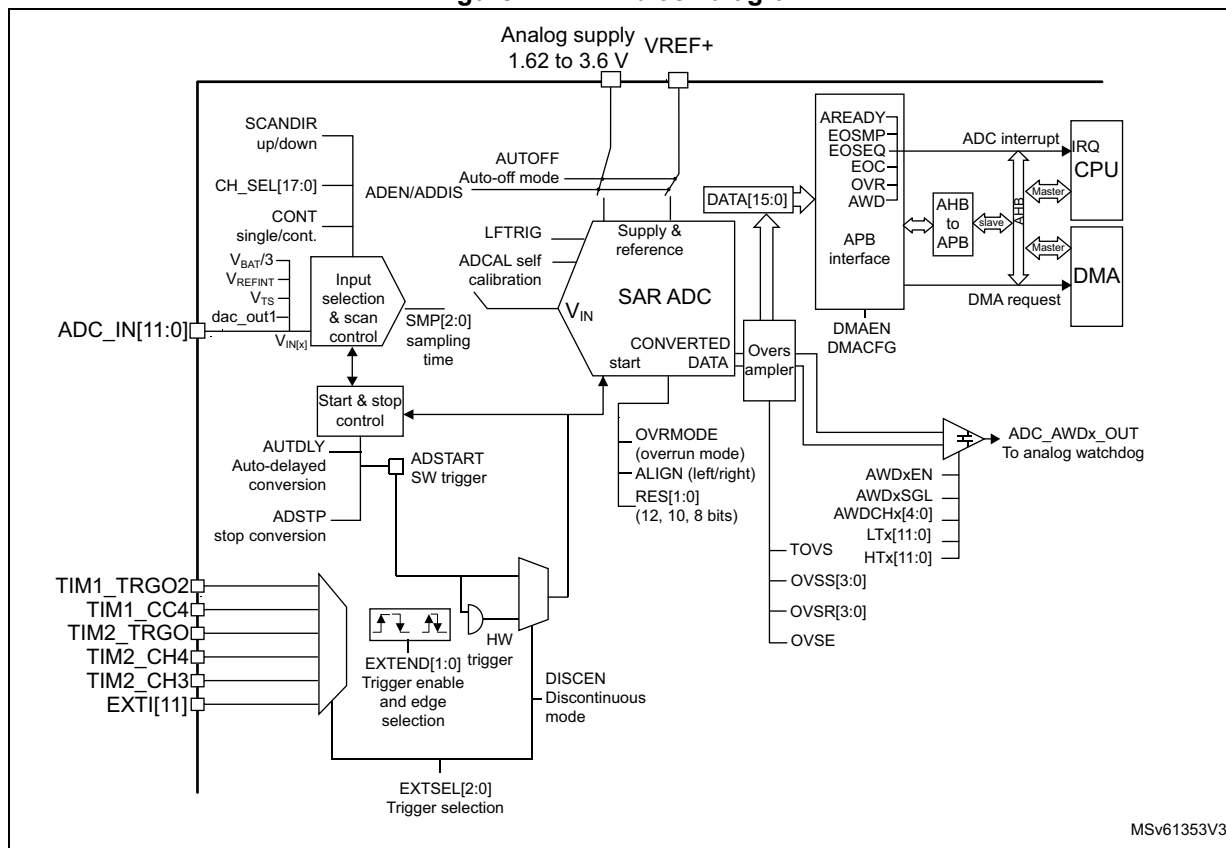 Analog supply
1.62 to 3.6 V
VREF+
SCANDIR
up/down
CH_SEL[17:0]
CONT
single/cont.
AUTOFF
Auto-off mode
ADEN/ADDIS
LFTRIG
ADCAL self
calibration
Supply &
reference
SAR ADC
VIN
CONVERTED
DATA
start
DATA[15:0]
AREADY
EOSMP
EOSEQ
EOC
OVR
AWD
APB
interface
ADC interrupt
IRQ
CPU
AHB
to
APB
slave
AHB
Master
Master
DMA
DMA request
DMAEN
DMACFG
VBAT/3
VREFINT
VTS
dac_out1
ADC_IN[11:0]
VIN[x]
Input
selection
& scan
control
SMP[2:0]
sampling
time
Overs
ampler
Start & stop
control
AUTDLY
Auto-delayed
conversion
ADSTART
SW trigger
ADSTP
stop conversion
OVRMODE
(overrun mode)
ALIGN (left/right)
RES[1:0]
(12, 10, 8 bits)
ADC_AWDx_OUT
To analog watchdog
AWDxEN
AWDxSGL
AWDCHx[4:0]
LTx[11:0]
HTx[11:0]
TOVS
OVSS[3:0]
OVSR[3:0]
OVSE
TIM1_TRGO2
TIM1_CC4
TIM2_TRGO
TIM2_CH4
TIM2_CH3
EXTI[11]
HW
trigger
EXTEND[1:0]
Trigger enable
and edge
selection
DISCEN
Discontinuous
mode
EXTSEL[2:0]
Trigger selection
MSv61353V3